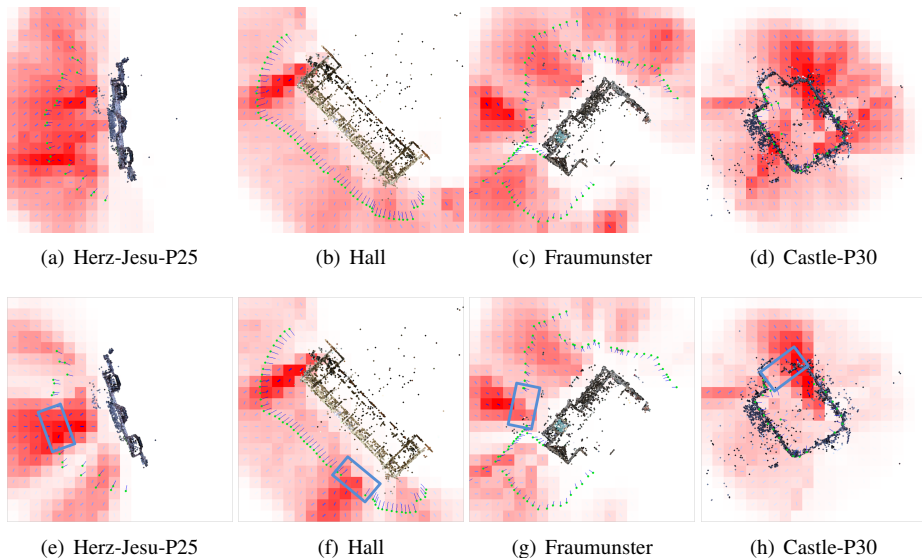 (a) Herz-Jesu-P25 (b) Hall (c) Fraumunster (d) Castle-P30
(e) Herz-Jesu-P25 (f) Hall (g) Fraumunster (h) Castle-P30